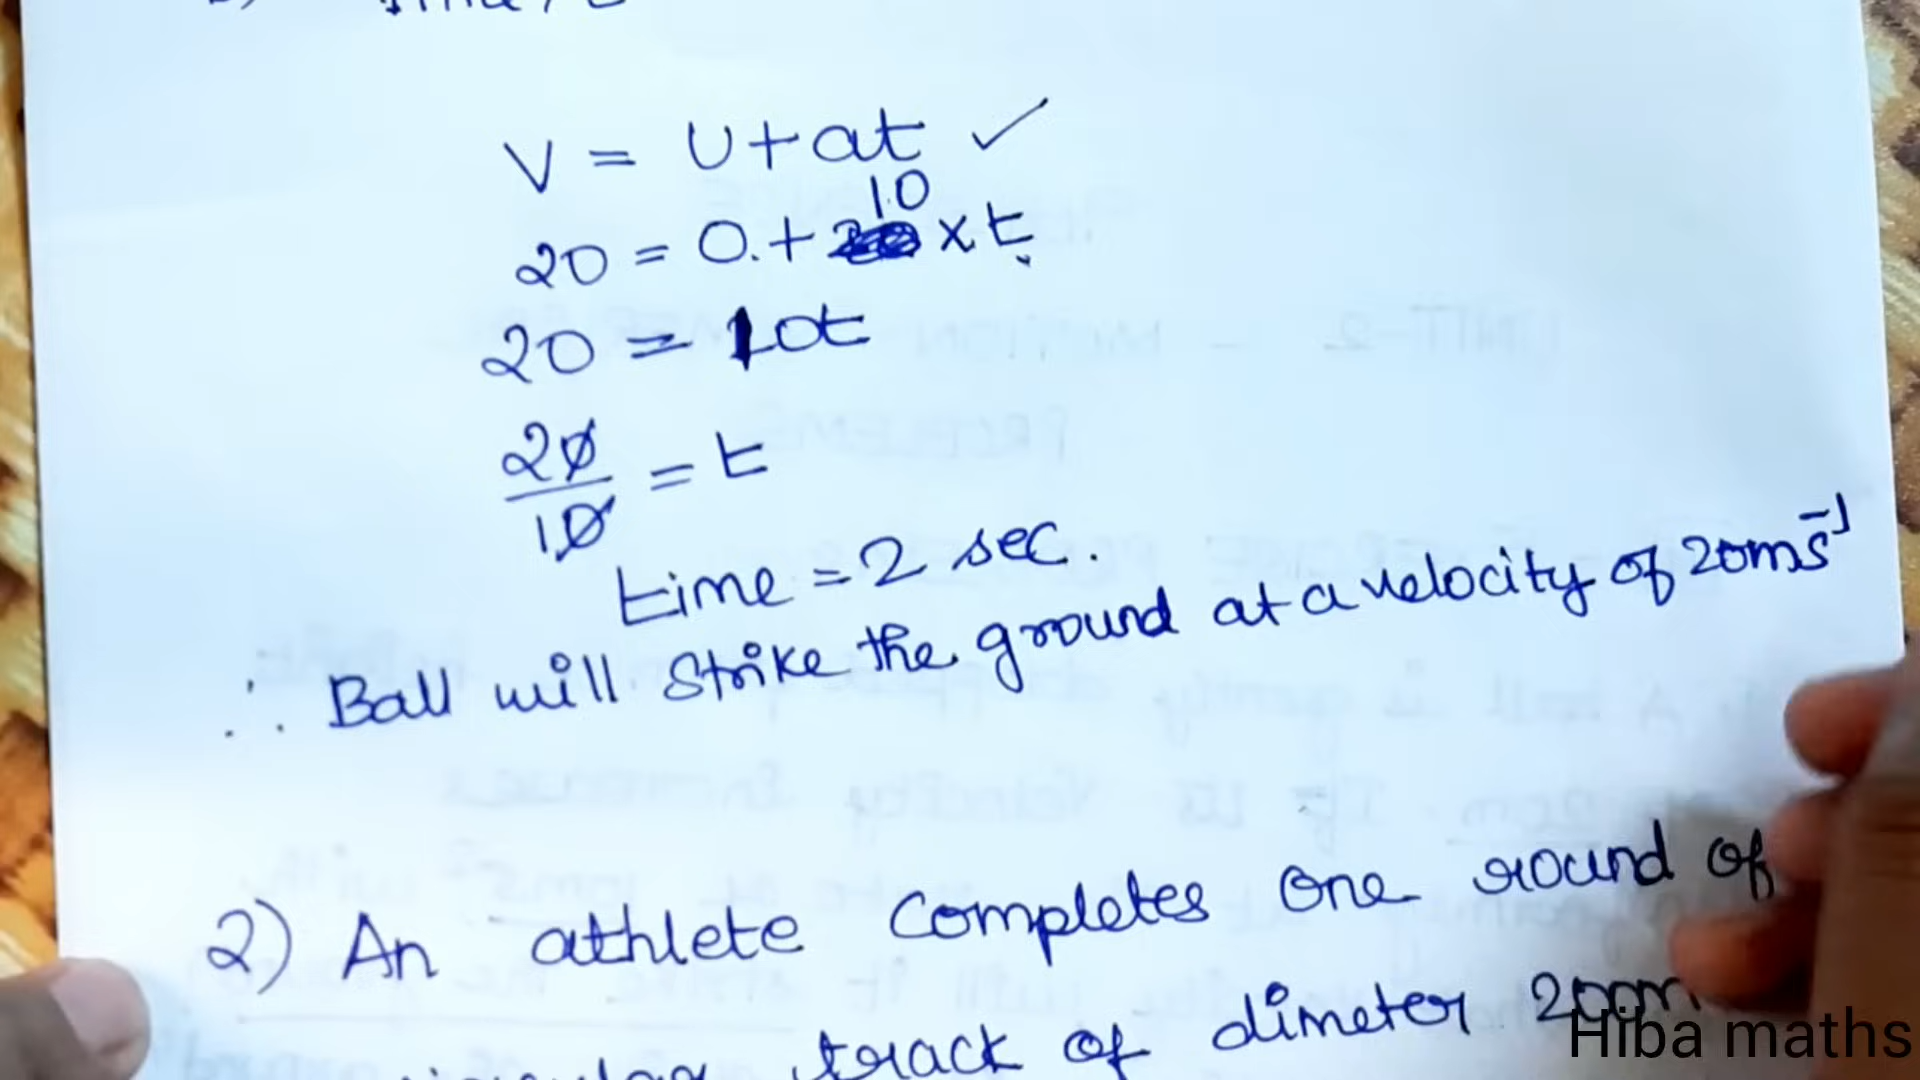 V = U+at ✓
10
20 = 0.+ xt
20 = 10t
20/10 = t
time = 2 sec.
∴ Ball will strike the ground at a velocity of 20ms⁻¹
2) An athlete completes one round of
track of dimeter 200m
Hiba maths